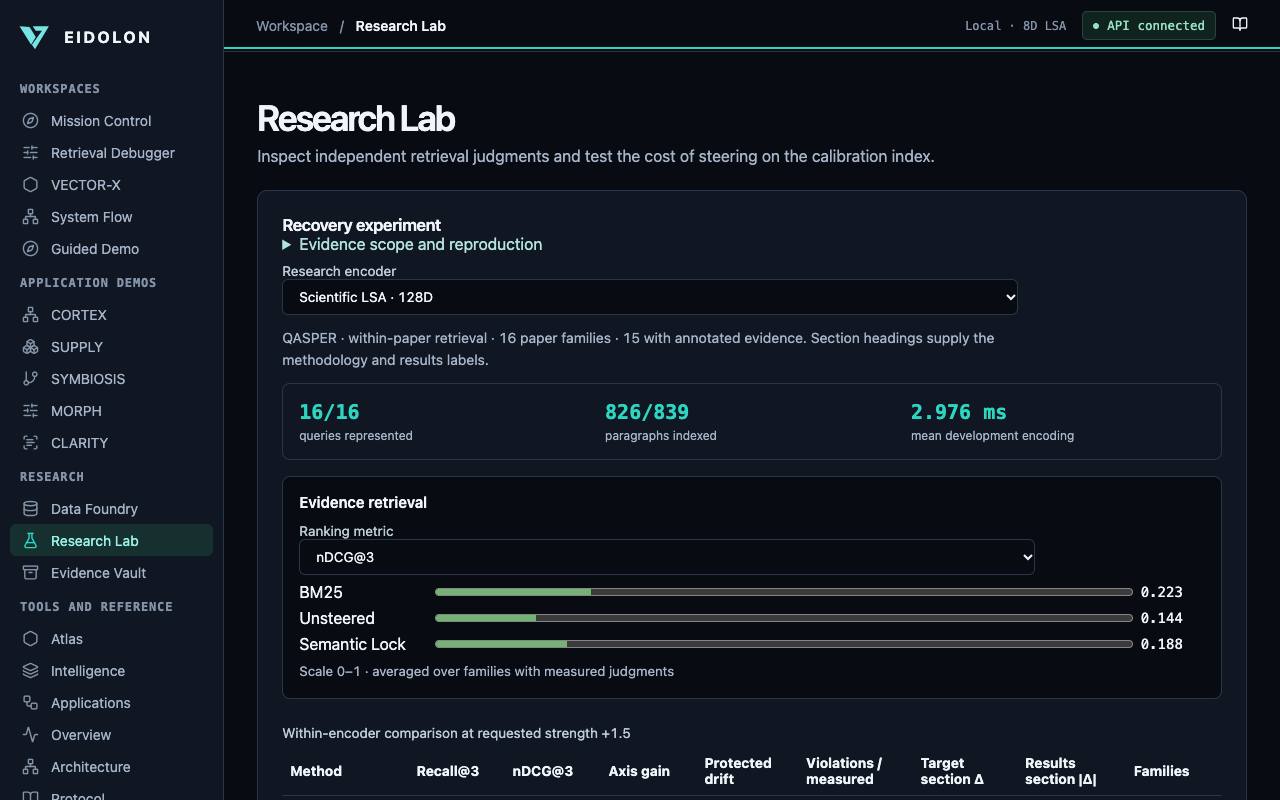 EIDOLON
WORKSPACES
Mission Control
Retrieval Debugger
VECTOR-X
System Flow
Guided Demo
APPLICATION DEMOS
CORTEX
SUPPLY
SYMBIOSIS
MORPH
CLARITY
RESEARCH
Data Foundry
Research Lab
Evidence Vault
TOOLS AND REFERENCE
Atlas
Intelligence
Applications
Overview
Architecture
Protocol
Workspace / Research Lab
Local · 8D LSA
API connected
Research Lab
Inspect independent retrieval judgments and test the cost of steering on the calibration index.
Recovery experiment
Evidence scope and reproduction
Research encoder
Scientific LSA · 128D
QASPER · within-paper retrieval · 16 paper families · 15 with annotated evidence. Section headings supply the
methodology and results labels.
16/16
queries represented
826/839
paragraphs indexed
2.976 ms
mean development encoding
Evidence retrieval
Ranking metric
nDCG@3
BM25 0.223
Unsteered 0.144
Semantic Lock 0.188
Scale 0–1 · averaged over families with measured judgments
Within-encoder comparison at requested strength +1.5
Method
Recall@3
nDCG@3
Axis gain
Protected
drift
Violations /
measured
Target
section Δ
Results
section |Δ|
Families